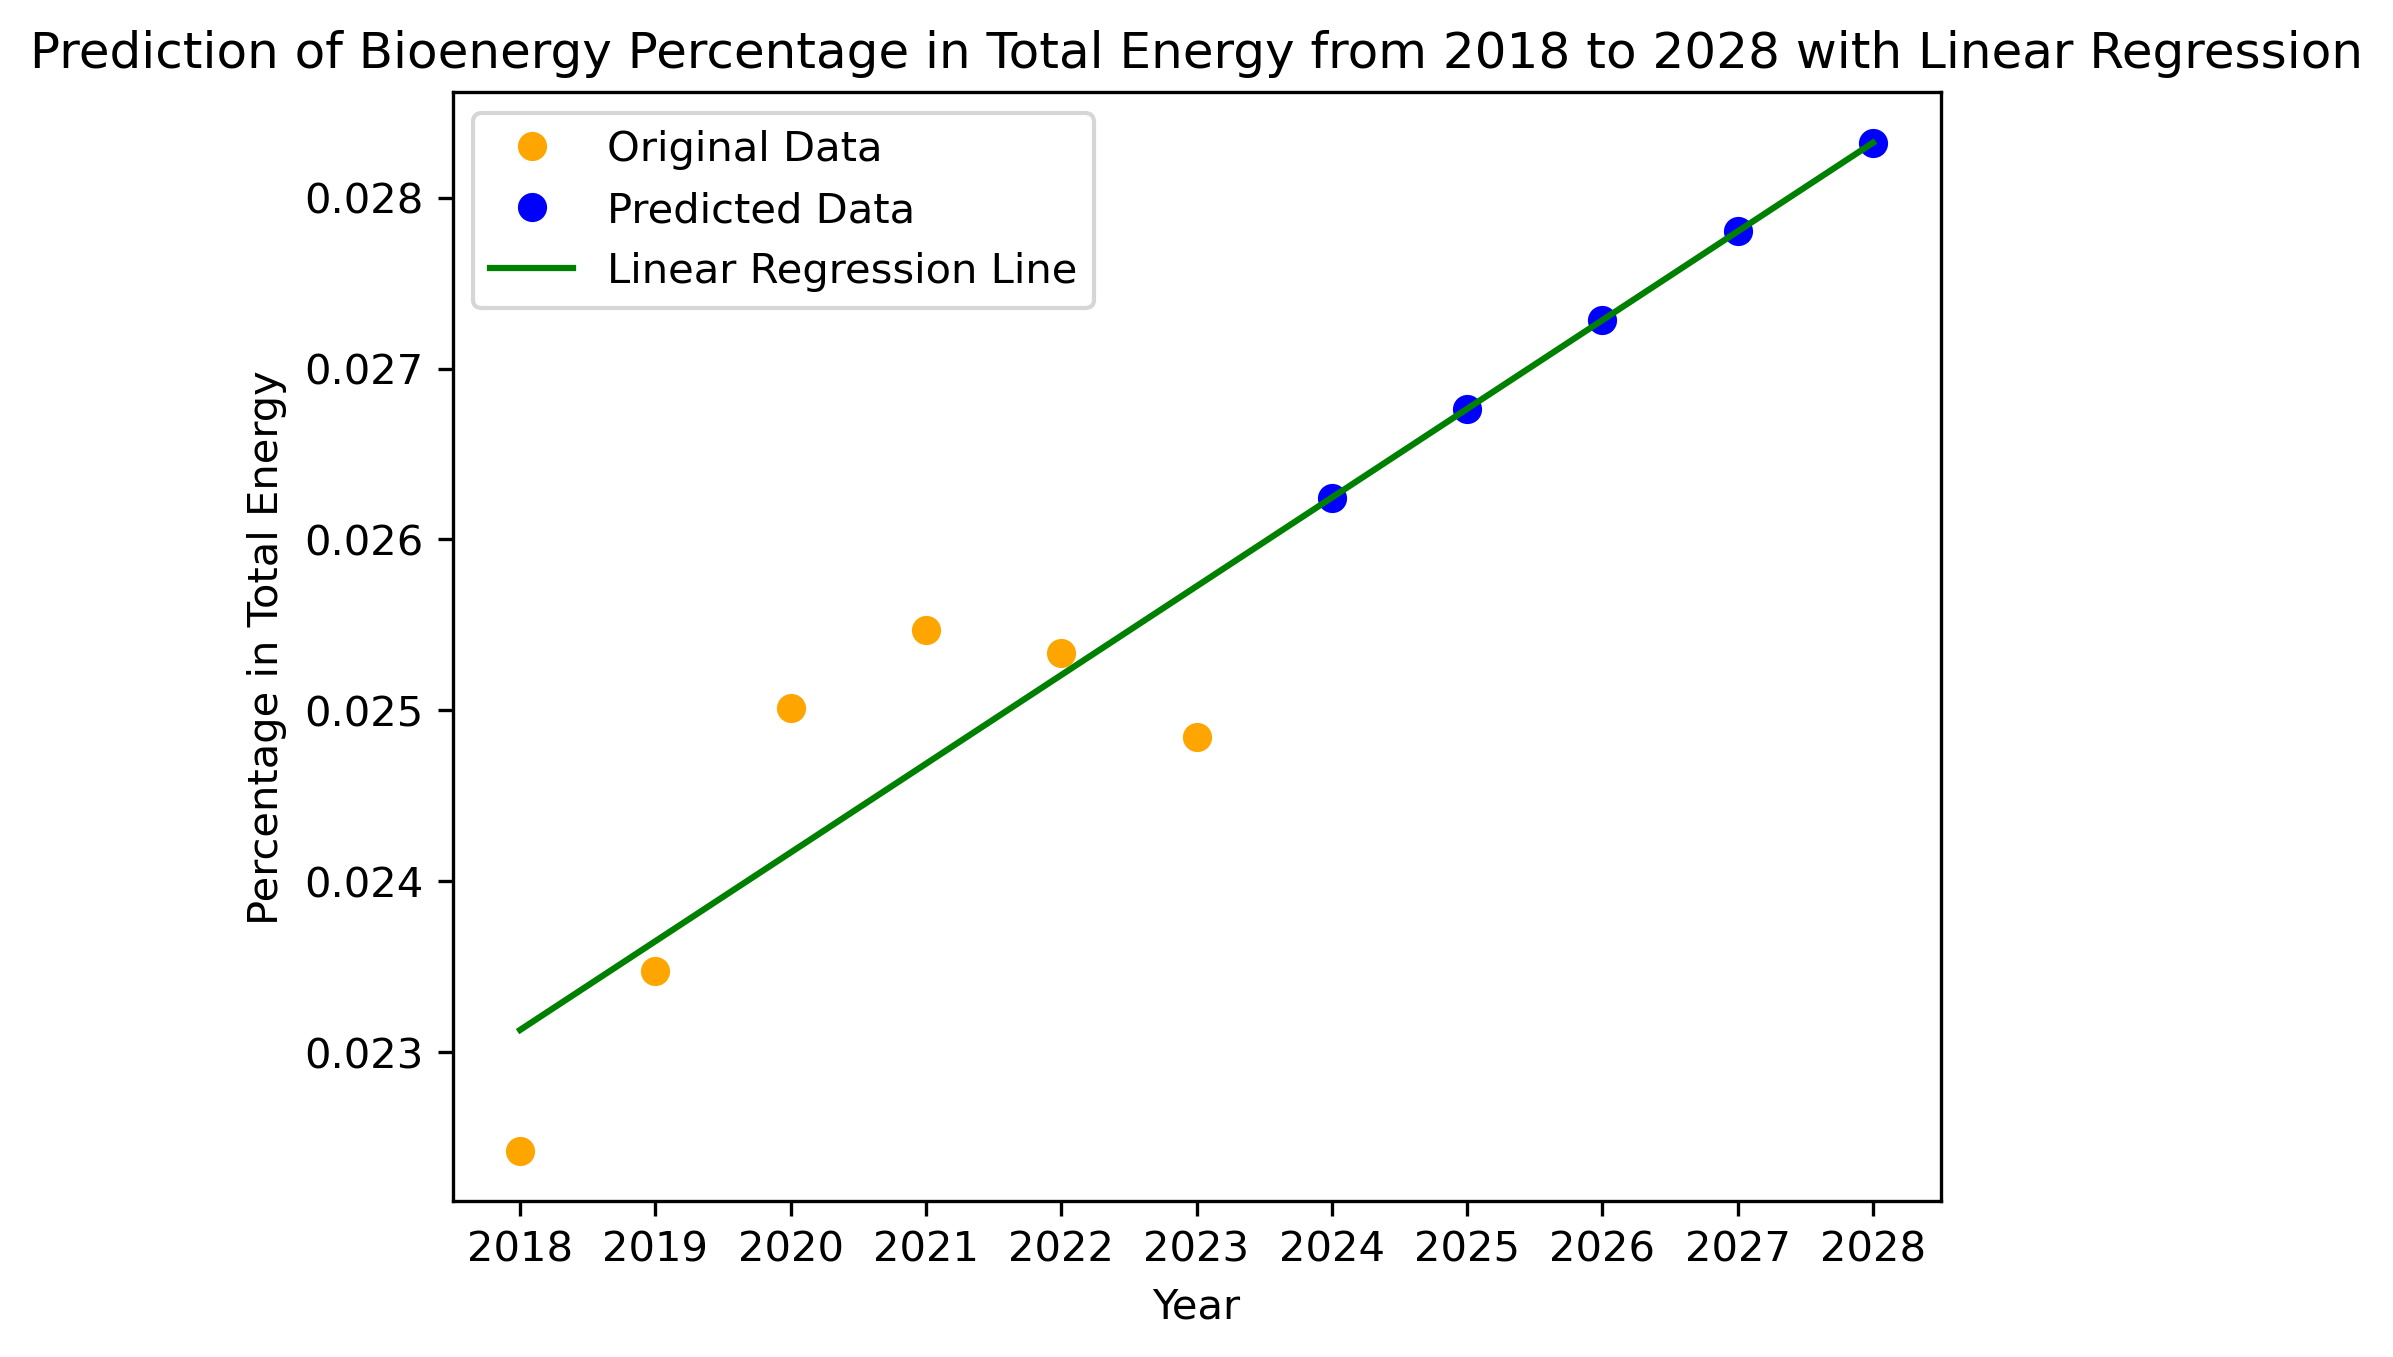 Prediction of Bioenergy Percentage in Total Energy from 2018 to 2028 with Linear Regression
Original Data
Predicted Data
Linear Regression Line
Percentage in Total Energy
0.028
0.027
0.026
0.025
0.024
0.023
2018 2019 2020 2021 2022 2023 2024 2025 2026 2027 2028
Year